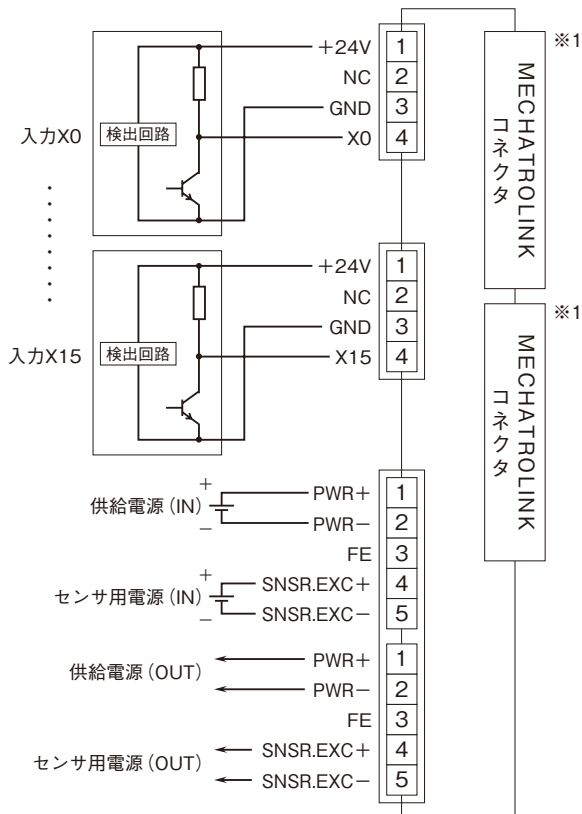 +24V 1
NC 2
GND 3
X0 4
入力X0
検出回路
※1
MECHATROLINK
コネクタ
+24V 1
NC 2
GND 3
X15 4
入力X15
検出回路
※1
MECHATROLINK
コネクタ
供給電源(IN)
+
−
PWR+ 1
PWR− 2
FE 3
センサ用電源(IN)
+
−
SNSR.EXC+ 4
SNSR.EXC− 5
供給電源(OUT)
PWR+ 1
PWR− 2
FE 3
センサ用電源(OUT)
SNSR.EXC+ 4
SNSR.EXC− 5